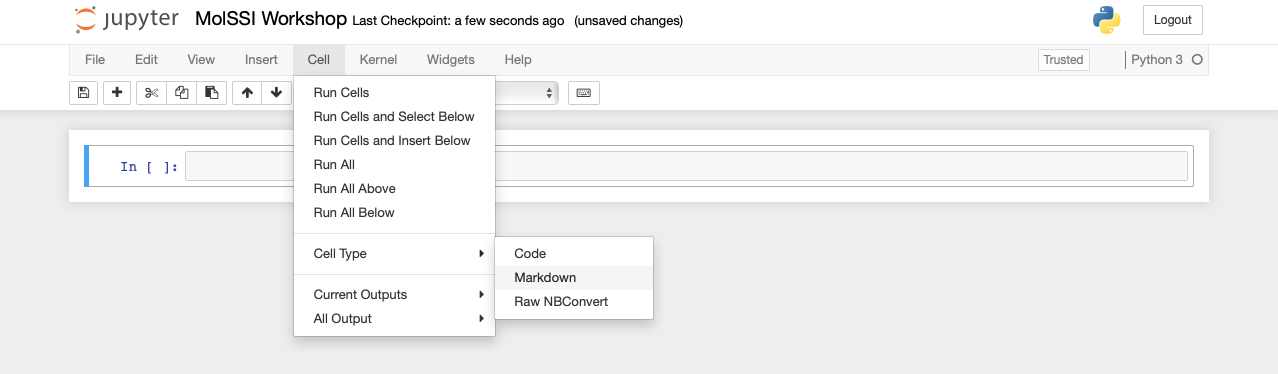 jupyter MolSSI Workshop Last Checkpoint: a few seconds ago (unsaved changes) Logout
File Edit View Insert Cell Kernel Widgets Help Trusted Python 3
Run Cells
Run Cells and Select Below
Run Cells and Insert Below
Run All
Run All Above
Run All Below
In [ ]:
Cell Type
Code
Markdown
Raw NBConvert
Current Outputs
All Output